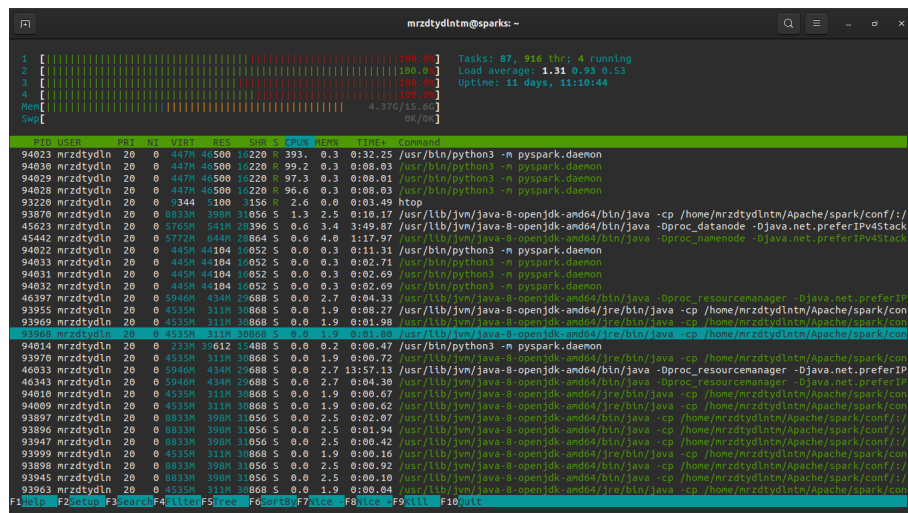 mrzdtydlntm@sparks: ~
1 [100.0%] Tasks: 87, 916 thr; 4 running
2 [100.0%] Load average: 1.31 0.93 0.53
3 [100.0%] Uptime: 11 days, 11:10:44
4 [100.0%]
Mem[4.37G/15.6G]
Swp[0K/0K]
PID USER PRI NI VIRT RES SHR S CPU% MEM% TIME+ Command
94023 mrzdtydln 20 0 447M 46500 16220 R 393. 0.3 0:32.25 /usr/bin/python3 -m pyspark.daemon
94030 mrzdtydln 20 0 447M 46500 16220 R 99.2 0.3 0:08.03 /usr/bin/python3 -m pyspark.daemon
94029 mrzdtydln 20 0 447M 46500 16220 R 97.3 0.3 0:08.01 /usr/bin/python3 -m pyspark.daemon
94028 mrzdtydln 20 0 447M 46500 16220 R 96.6 0.3 0:08.03 /usr/bin/python3 -m pyspark.daemon
93220 mrzdtydln 20 0 9344 5100 3156 R 2.6 0.0 0:03.49 htop
93870 mrzdtydln 20 0 8833M 398M 31056 S 1.3 2.5 0:10.17 /usr/lib/jvm/java-8-openjdk-amd64/bin/java -cp /home/mrzdtydlntm/Apache/spark/conf/:/
45623 mrzdtydln 20 0 5765M 541M 28396 S 0.6 3.4 3:49.87 /usr/lib/jvm/java-8-openjdk-amd64/bin/java -Dproc_datanode -Djava.net.preferIPv4Stack
45442 mrzdtydln 20 0 5772M 644M 28864 S 0.6 4.0 1:17.97 /usr/lib/jvm/java-8-openjdk-amd64/bin/java -Dproc_namenode -Djava.net.preferIPv4Stack
94022 mrzdtydln 20 0 445M 44104 16052 S 0.0 0.3 0:11.31 /usr/bin/python3 -m pyspark.daemon
94033 mrzdtydln 20 0 445M 44104 16052 S 0.0 0.3 0:02.71 /usr/bin/python3 -m pyspark.daemon
94031 mrzdtydln 20 0 445M 44104 16052 S 0.0 0.3 0:02.69 /usr/bin/python3 -m pyspark.daemon
94032 mrzdtydln 20 0 445M 44104 16052 S 0.0 0.3 0:02.69 /usr/bin/python3 -m pyspark.daemon
46397 mrzdtydln 20 0 5946M 434M 29688 S 0.0 2.7 0:04.33 /usr/lib/jvm/java-8-openjdk-amd64/bin/java -Dproc_resourcemanager -Djava.net.preferIP
93955 mrzdtydln 20 0 4535M 311M 30868 S 0.0 1.9 0:08.27 /usr/lib/jvm/java-8-openjdk-amd64/jre/bin/java -cp /home/mrzdtydlntm/Apache/spark/con
93969 mrzdtydln 20 0 4535M 311M 30868 S 0.0 1.9 0:01.98 /usr/lib/jvm/java-8-openjdk-amd64/jre/bin/java -cp /home/mrzdtydlntm/Apache/spark/con
93968 mrzdtydln 20 0 4535M 311M 30868 S 0.0 1.9 0:01.80 /usr/lib/jvm/java-8-openjdk-amd64/jre/bin/java -cp /home/mrzdtydlntm/Apache/spark/con
94014 mrzdtydln 20 0 233M 39612 15488 S 0.0 0.2 0:00.47 /usr/bin/python3 -m pyspark.daemon
93970 mrzdtydln 20 0 4535M 311M 30868 S 0.0 1.9 0:00.72 /usr/lib/jvm/java-8-openjdk-amd64/jre/bin/java -cp /home/mrzdtydlntm/Apache/spark/con
46033 mrzdtydln 20 0 5946M 434M 29688 S 0.0 2.7 13:57.13 /usr/lib/jvm/java-8-openjdk-amd64/bin/java -Dproc_resourcemanager -Djava.net.preferIP
46343 mrzdtydln 20 0 5946M 434M 29688 S 0.0 2.7 0:04.30 /usr/lib/jvm/java-8-openjdk-amd64/bin/java -Dproc_resourcemanager -Djava.net.preferIP
94010 mrzdtydln 20 0 4535M 311M 30868 S 0.0 1.9 0:00.67 /usr/lib/jvm/java-8-openjdk-amd64/jre/bin/java -cp /home/mrzdtydlntm/Apache/spark/con
94009 mrzdtydln 20 0 4535M 311M 30868 S 0.0 1.9 0:00.62 /usr/lib/jvm/java-8-openjdk-amd64/jre/bin/java -cp /home/mrzdtydlntm/Apache/spark/con
93897 mrzdtydln 20 0 8833M 398M 31056 S 0.0 2.5 0:02.07 /usr/lib/jvm/java-8-openjdk-amd64/bin/java -cp /home/mrzdtydlntm/Apache/spark/conf/:/
93896 mrzdtydln 20 0 8833M 398M 31056 S 0.0 2.5 0:01.94 /usr/lib/jvm/java-8-openjdk-amd64/bin/java -cp /home/mrzdtydlntm/Apache/spark/conf/:/
93947 mrzdtydln 20 0 8833M 398M 31056 S 0.0 2.5 0:00.42 /usr/lib/jvm/java-8-openjdk-amd64/bin/java -cp /home/mrzdtydlntm/Apache/spark/conf/:/
93999 mrzdtydln 20 0 4535M 311M 30868 S 0.0 1.9 0:00.16 /usr/lib/jvm/java-8-openjdk-amd64/jre/bin/java -cp /home/mrzdtydlntm/Apache/spark/con
93898 mrzdtydln 20 0 8833M 398M 31056 S 0.0 2.5 0:00.92 /usr/lib/jvm/java-8-openjdk-amd64/bin/java -cp /home/mrzdtydlntm/Apache/spark/conf/:/
93945 mrzdtydln 20 0 8833M 398M 31056 S 0.0 2.5 0:00.10 /usr/lib/jvm/java-8-openjdk-amd64/bin/java -cp /home/mrzdtydlntm/Apache/spark/conf/:/
93963 mrzdtydln 20 0 4535M 311M 30868 S 0.0 1.9 0:00.04 /usr/lib/jvm/java-8-openjdk-amd64/jre/bin/java -cp /home/mrzdtydlntm/Apache/spark/con
F1Help F2Setup F3SearchF4FilterF5Tree F6SortByF7Nice -F8Nice +F9Kill F10Quit